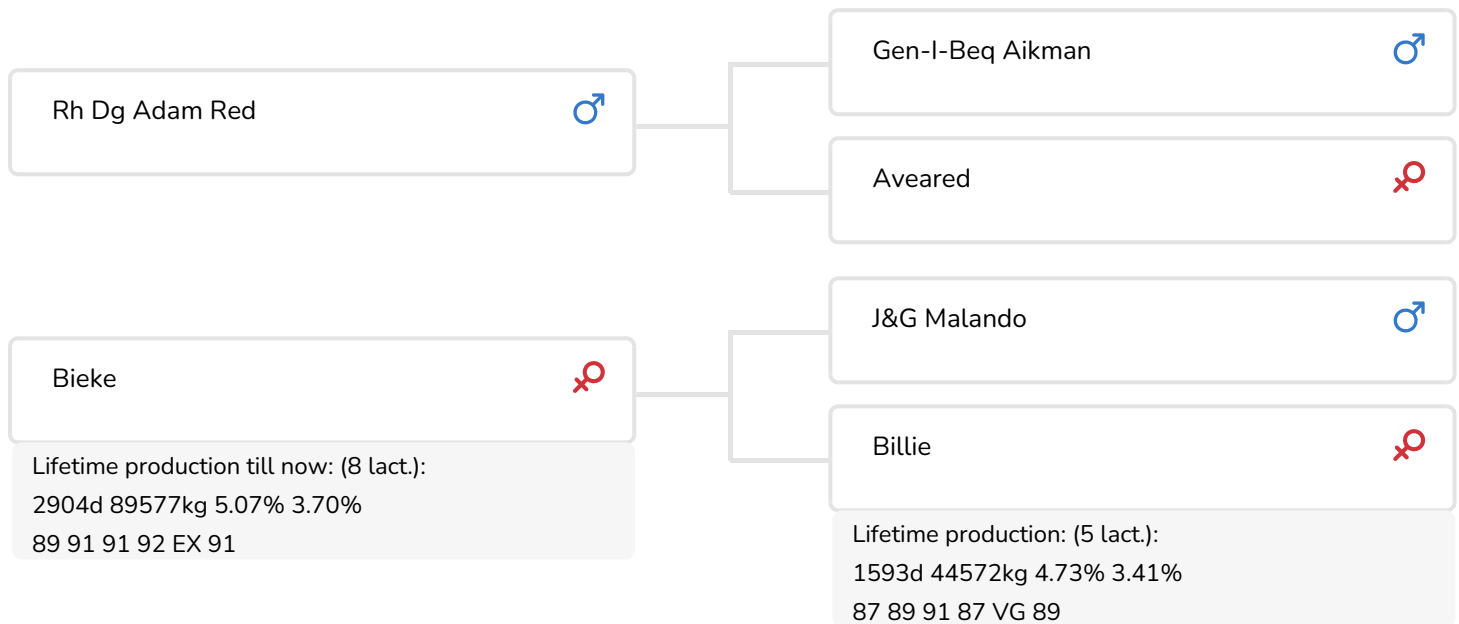 Rh Dg Adam Red
Gen-I-Beq Aikman
Aveared
Bieke
Lifetime production till now: (8 lact.):
2904d 89577kg 5.07% 3.70%
89 91 91 92 EX 91
J&G Malando
Billie
Lifetime production: (5 lact.):
1593d 44572kg 4.73% 3.41%
87 89 91 87 VG 89